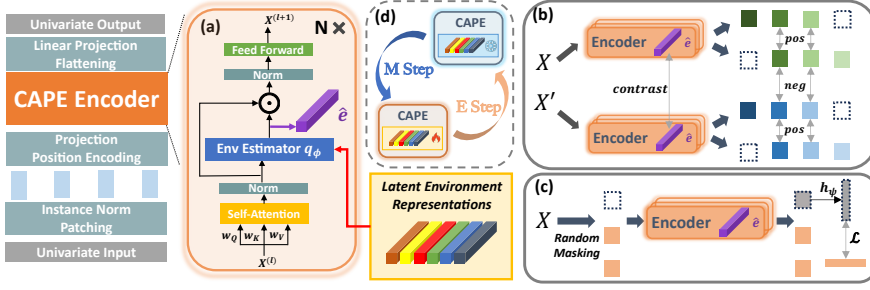 Univariate Output
Linear Projection
Flattening
CAPE Encoder
Projection
Position Encoding
Instance Norm
Patching
Univariate Input
(a)
X^(l+1)
N ×
Feed Forward
Norm
ê
Env Estimator q_ϕ
Norm
Self-Attention
w_Q w_K w_V
X^(l)
(d)
CAPE
M Step
E Step
CAPE
Latent Environment
Representations
(b)
X
Encoder ê
pos
contrast
neg
X′
Encoder ê
pos
(c)
X
Random
Masking
Encoder ê
h_ψ
ℒ